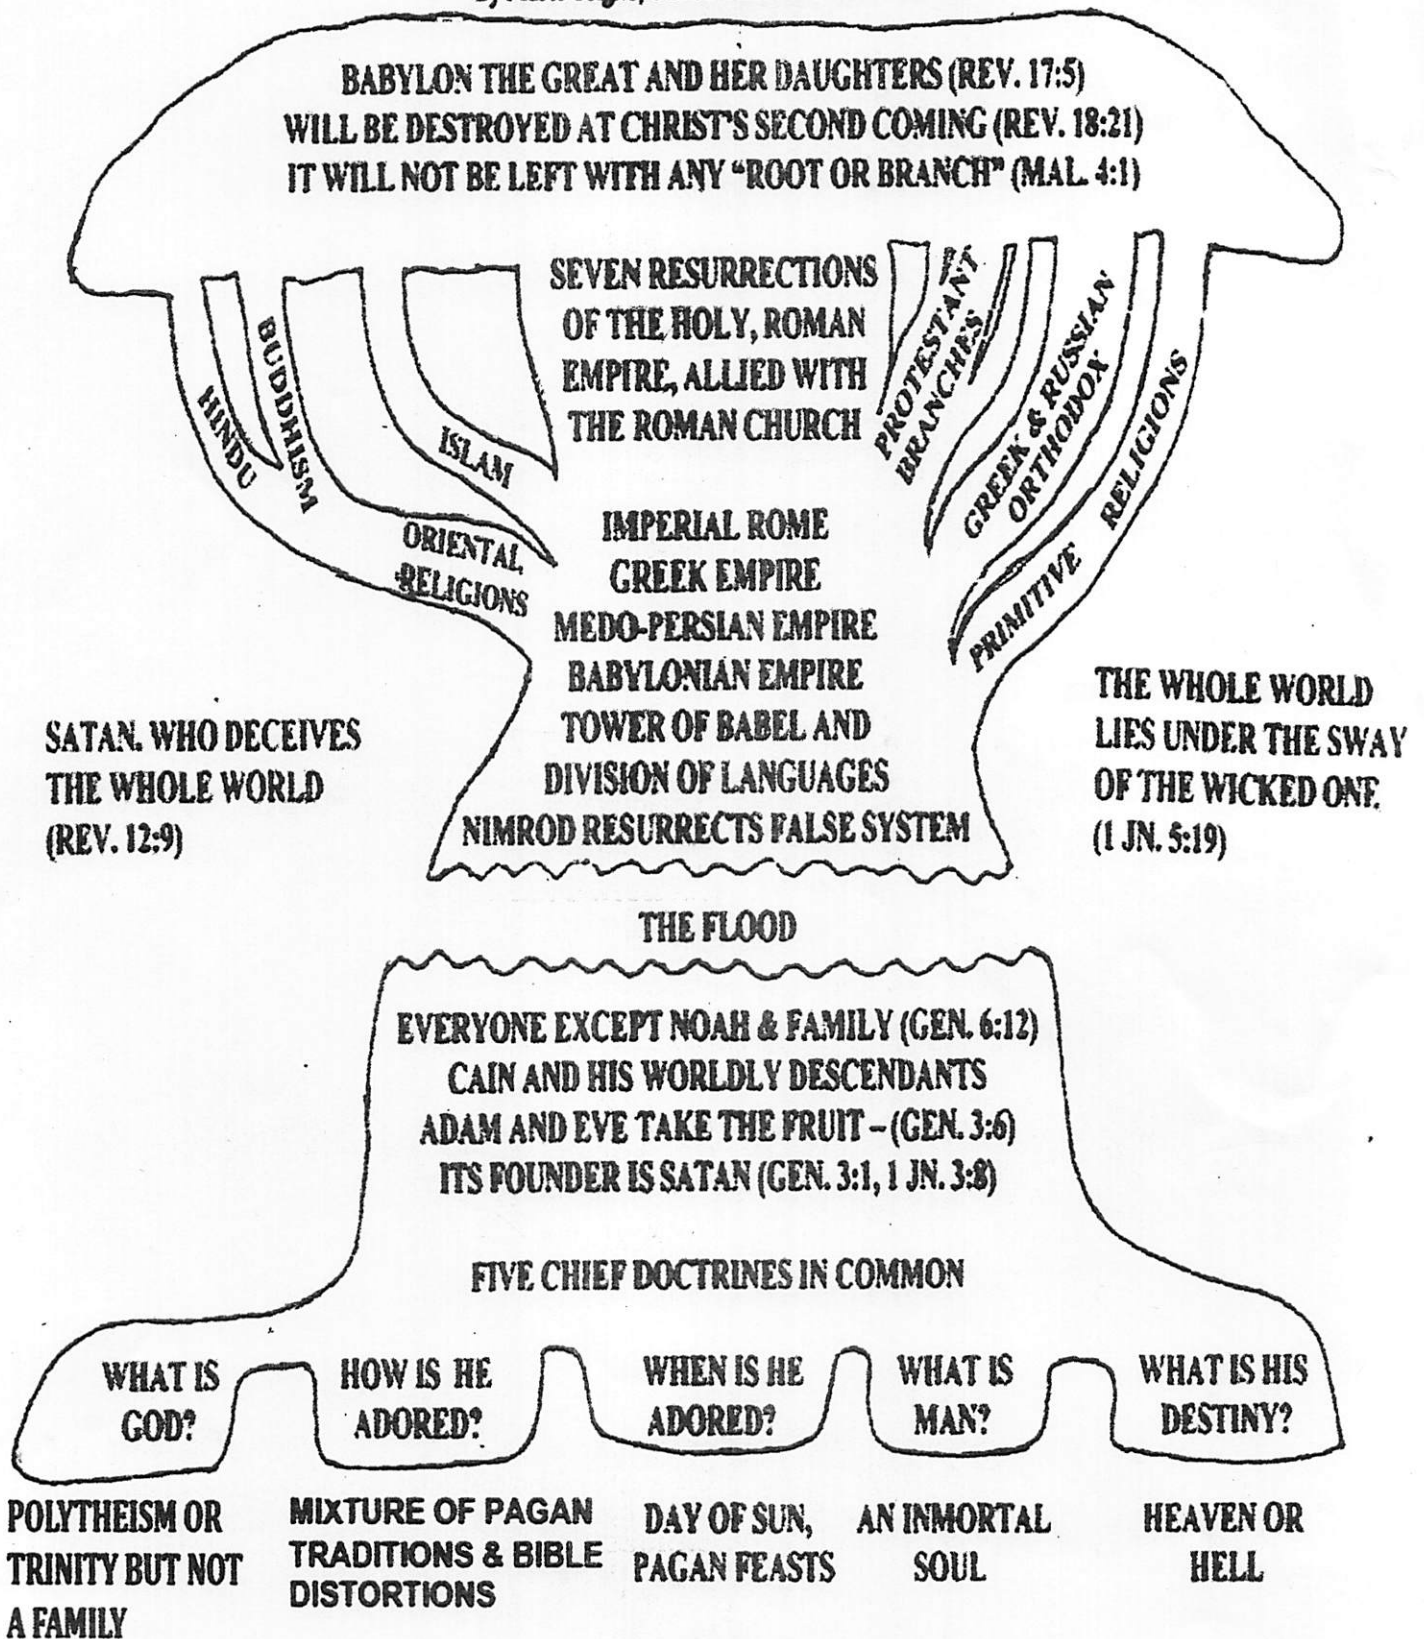 BABYLON THE GREAT AND HER DAUGHTERS (REV. 17:5)
WILL BE DESTROYED AT CHRIST'S SECOND COMING (REV. 18:21)
IT WILL NOT BE LEFT WITH ANY "ROOT OR BRANCH" (MAL. 4:1)
HINDU
BUDDHISM
ISLAM
ORIENTAL
RELIGIONS
SEVEN RESURRECTIONS
OF THE HOLY, ROMAN
EMPIRE, ALLIED WITH
THE ROMAN CHURCH
PROTESTANT
BRANCHES
GREEK & RUSSIAN
ORTHODOX
PRIMITIVE RELIGIONS
IMPERIAL ROME
GREEK EMPIRE
MEDO-PERSIAN EMPIRE
BABYLONIAN EMPIRE
TOWER OF BABEL AND
DIVISION OF LANGUAGES
NIMROD RESURRECTS FALSE SYSTEM
SATAN. WHO DECEIVES
THE WHOLE WORLD
(REV. 12:9)
THE WHOLE WORLD
LIES UNDER THE SWAY
OF THE WICKED ONE.
(1 JN. 5:19)
THE FLOOD
EVERYONE EXCEPT NOAH & FAMILY (GEN. 6:12)
CAIN AND HIS WORLDLY DESCENDANTS
ADAM AND EVE TAKE THE FRUIT – (GEN. 3:6)
ITS FOUNDER IS SATAN (GEN. 3:1, 1 JN. 3:8)
FIVE CHIEF DOCTRINES IN COMMON
WHAT IS
GOD?
HOW IS HE
ADORED?
WHEN IS HE
ADORED?
WHAT IS
MAN?
WHAT IS HIS
DESTINY?
POLYTHEISM OR
TRINITY BUT NOT
A FAMILY
MIXTURE OF PAGAN
TRADITIONS & BIBLE
DISTORTIONS
DAY OF SUN,
PAGAN FEASTS
AN INMORTAL
SOUL
HEAVEN OR
HELL